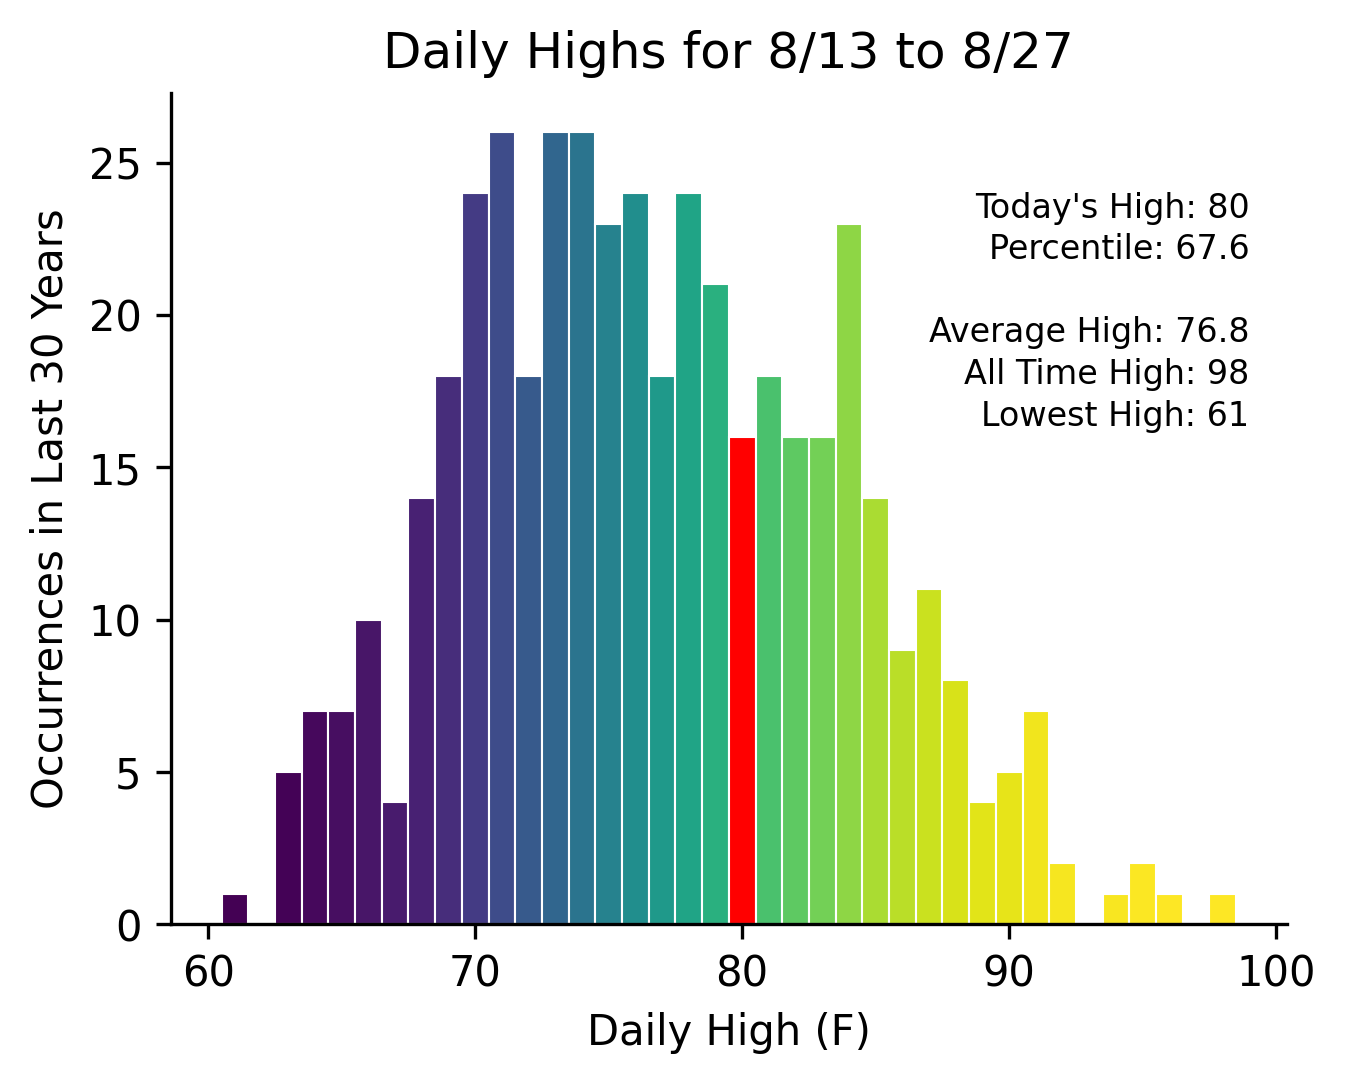 Daily Highs for 8/13 to 8/27
Occurrences in Last 30 Years
25
20
15
10
5
0
Today's High: 80
Percentile: 67.6
Average High: 76.8
All Time High: 98
Lowest High: 61
60 70 80 90 100
Daily High (F)